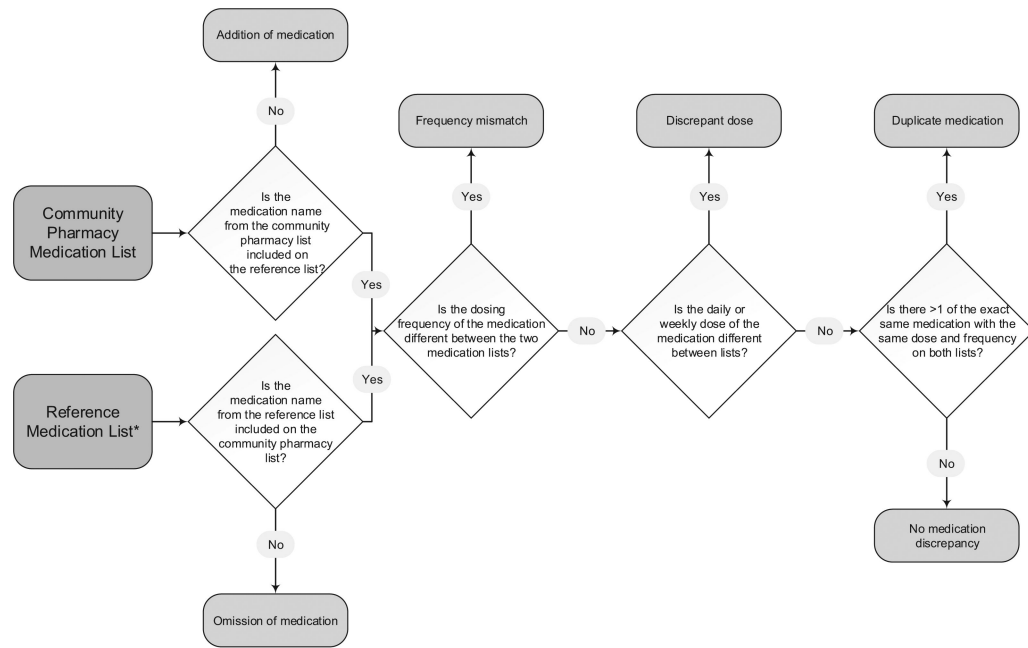 Addition of medication
No
Community
Pharmacy
Medication List
Is the
medication name
from the community
pharmacy list
included on
the reference list?
Yes
Frequency mismatch
Yes
Discrepant dose
Yes
Duplicate medication
Yes
Is the dosing
frequency of the medication
different between the two
medication lists?
No
Is the daily or
weekly dose of the
medication different
between lists?
No
Is there >1 of the exact
same medication with the
same dose and frequency
on both lists?
No
No medication
discrepancy
Reference
Medication List*
Is the
medication name
from the reference list
included on the
community pharmacy
list?
Yes
No
Omission of medication